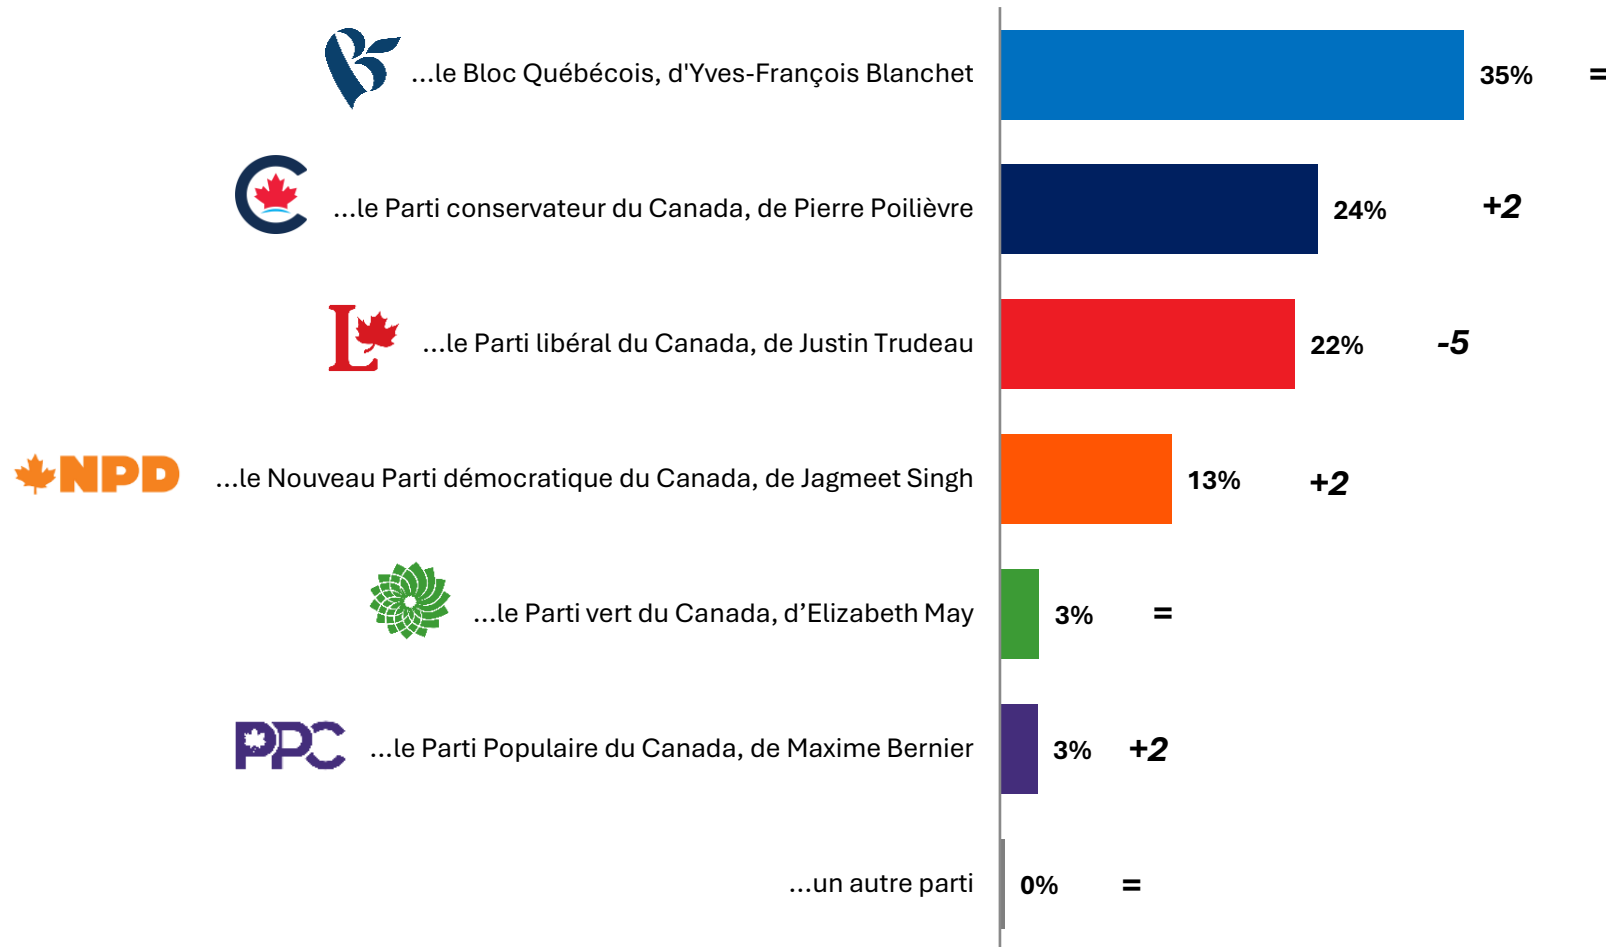 ...le Bloc Québécois, d'Yves-François Blanchet 35% =
...le Parti conservateur du Canada, de Pierre Poilièvre 24% +2
L ...le Parti libéral du Canada, de Justin Trudeau 22% -5
NPD ...le Nouveau Parti démocratique du Canada, de Jagmeet Singh 13% +2
...le Parti vert du Canada, d’Elizabeth May 3% =
PPC ...le Parti Populaire du Canada, de Maxime Bernier 3% +2
...un autre parti 0% =